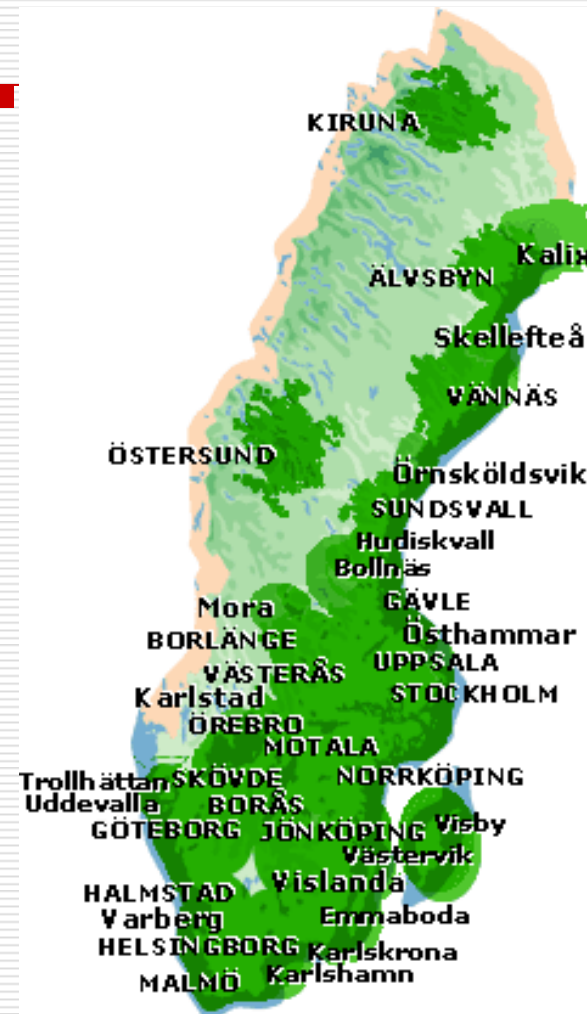 KIRUNA
Kalix
ÄLVSBYN
Skellefteå
VÄNNÄS
ÖSTERSUND
Örnsköldsvik
SUNDSVALL
Hudiskvall
Bollnäs
Mora
GÄVLE
BORLÄNGE
Östhammar
VÄSTERÅS
UPPSALA
Karlstad
STOCKHOLM
ÖREBRO
MOTALA
Trollhättan SKÖVDE
NORRKÖPING
Uddevalla
BORÅS
GÖTEBORG
JÖNKÖPING
Visby
Västervik
HALMSTAD
Vislanda
Varberg
Emmaboda
HELSINGBORG
Karlskrona
MALMÖ
Karlshamn